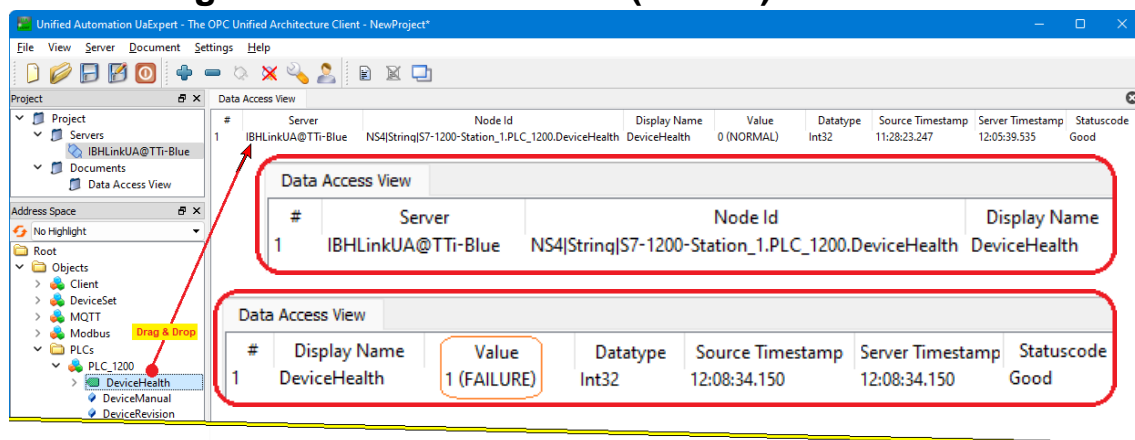 Unified Automation UaExpert - The OPC Unified Architecture Client - NewProject*
File View Server Document Settings Help
Project
Project
Servers
IBHLinkUA@TTi-Blue
Documents
Data Access View
Address Space
No Highlight
Root
Objects
Client
DeviceSet
MQTT
Modbus
Drag & Drop
PLCs
PLC_1200
DeviceHealth
DeviceManual
DeviceRevision
Data Access View
# Server Node Id Display Name Value Datatype Source Timestamp Server Timestamp Statuscode
1 IBHLinkUA@TTi-Blue NS4|String|S7-1200-Station_1.PLC_1200.DeviceHealth DeviceHealth 0 (NORMAL) Int32 11:28:23.247 12:05:39.535 Good
Data Access View
# Server Node Id Display Name
1 IBHLinkUA@TTi-Blue NS4|String|S7-1200-Station_1.PLC_1200.DeviceHealth DeviceHealth
Data Access View
# Display Name Value Datatype Source Timestamp Server Timestamp Statuscode
1 DeviceHealth 1 (FAILURE) Int32 12:08:34.150 12:08:34.150 Good